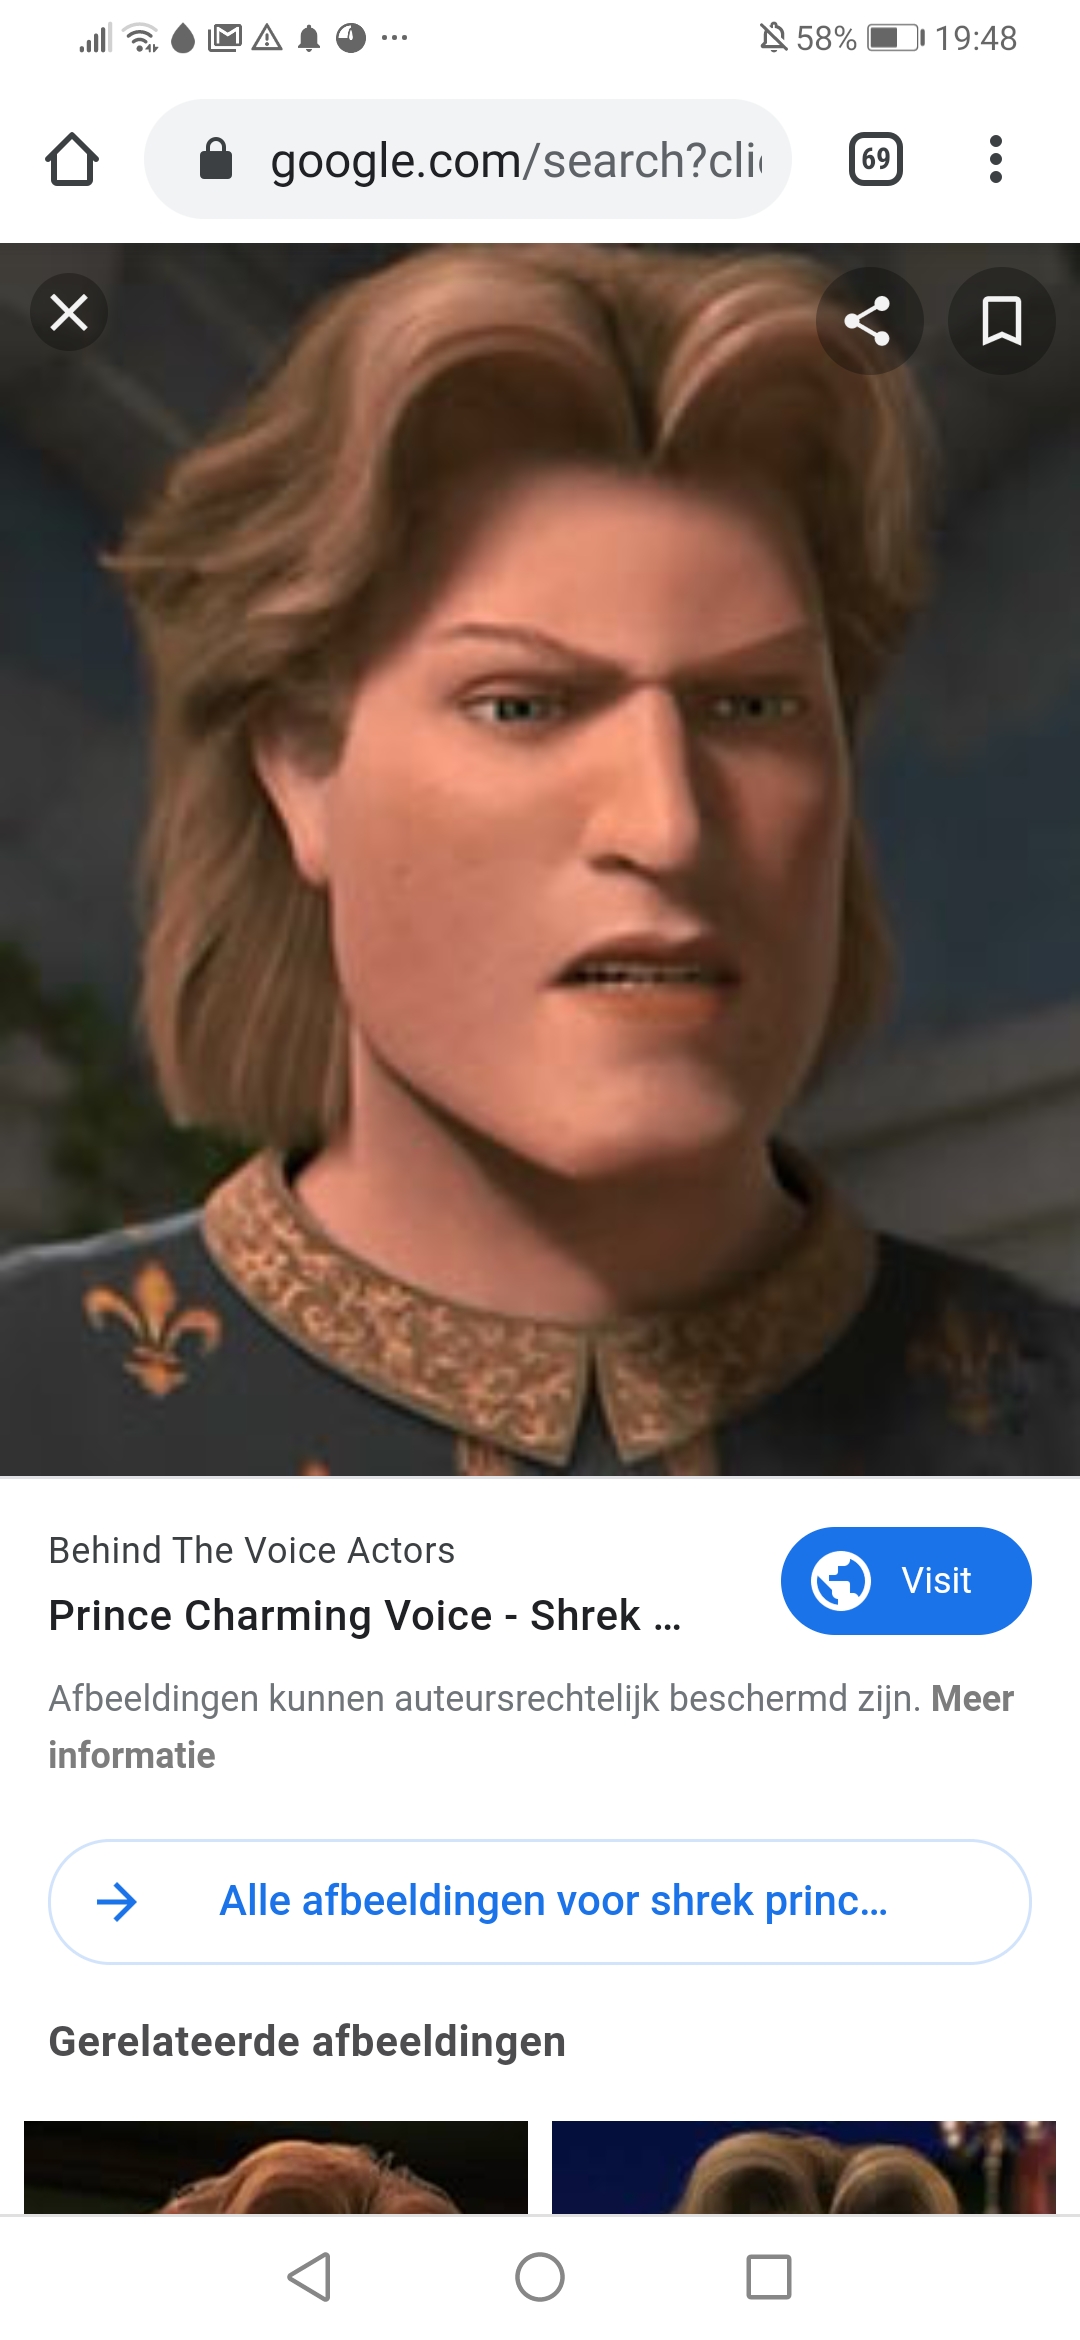 58% 19:48
google.com/search?cli
69
Behind The Voice Actors
Visit
Prince Charming Voice - Shrek ...
Afbeeldingen kunnen auteursrechtelijk beschermd zijn. Meer
informatie
Alle afbeeldingen voor shrek princ...
Gerelateerde afbeeldingen